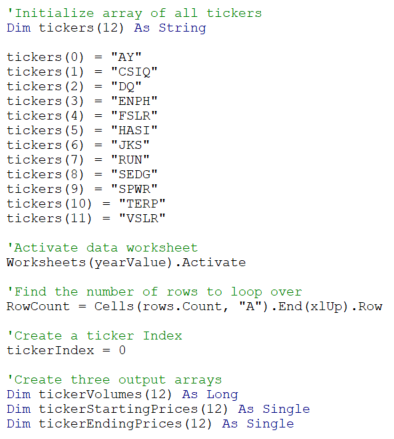 'Initialize array of all tickers
Dim tickers(12) As String
tickers(0) = "AY"
tickers(1) = "CSIQ"
tickers(2) = "DQ"
tickers(3) = "ENPH"
tickers(4) = "FSLR"
tickers(5) = "HASI"
tickers(6) = "JKS"
tickers(7) = "RUN"
tickers(8) = "SEDG"
tickers(9) = "SPWR"
tickers(10) = "TERP"
tickers(11) = "VSLR"
'Activate data worksheet
Worksheets(yearValue).Activate
'Find the number of rows to loop over
RowCount = Cells(rows.Count, "A").End(xlUp).Row
'Create a ticker Index
tickerIndex = 0
'Create three output arrays
Dim tickerVolumes(12) As Long
Dim tickerStartingPrices(12) As Single
Dim tickerEndingPrices(12) As Single